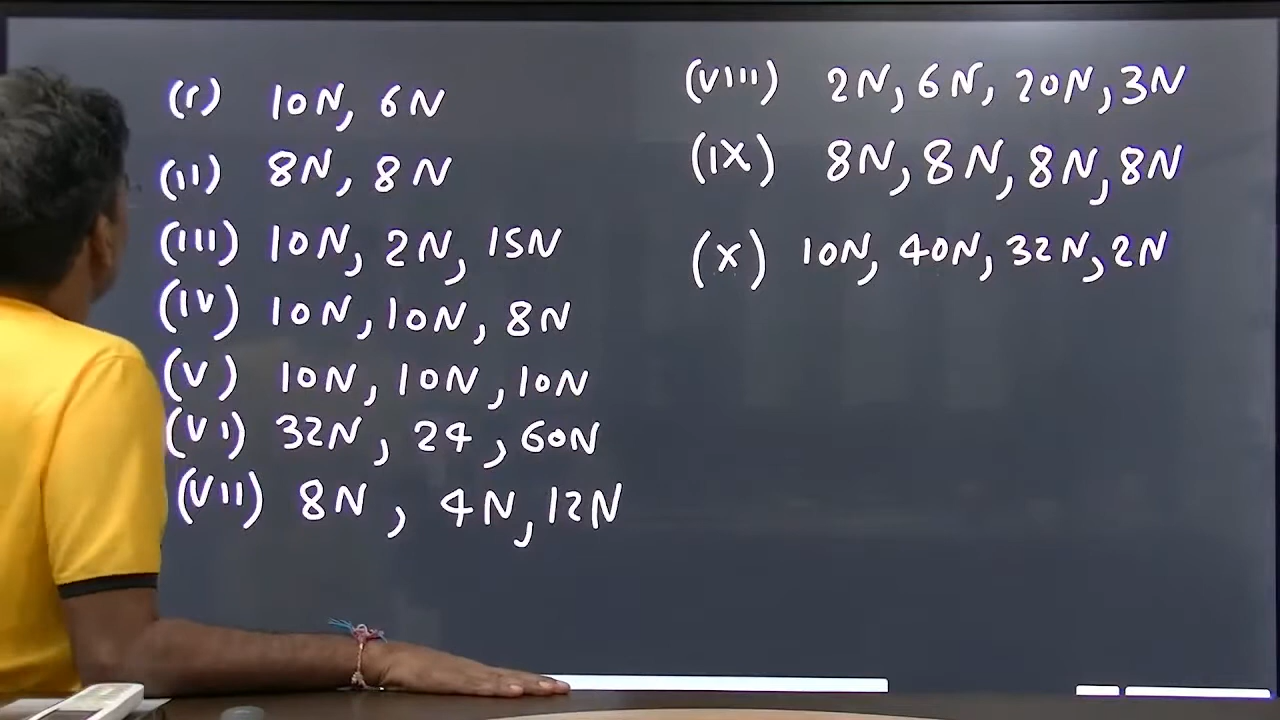 (i) 10N, 6N
(ii) 8N, 8N
(iii) 10N, 2N, 15N
(iv) 10N, 10N, 8N
(v) 10N, 10N, 10N
(vi) 32N, 24, 60N
(vii) 8N, 4N, 12N
(viii) 2N, 6N, 20N, 3N
(ix) 8N, 8N, 8N, 8N
(x) 10N, 40N, 32N, 2N